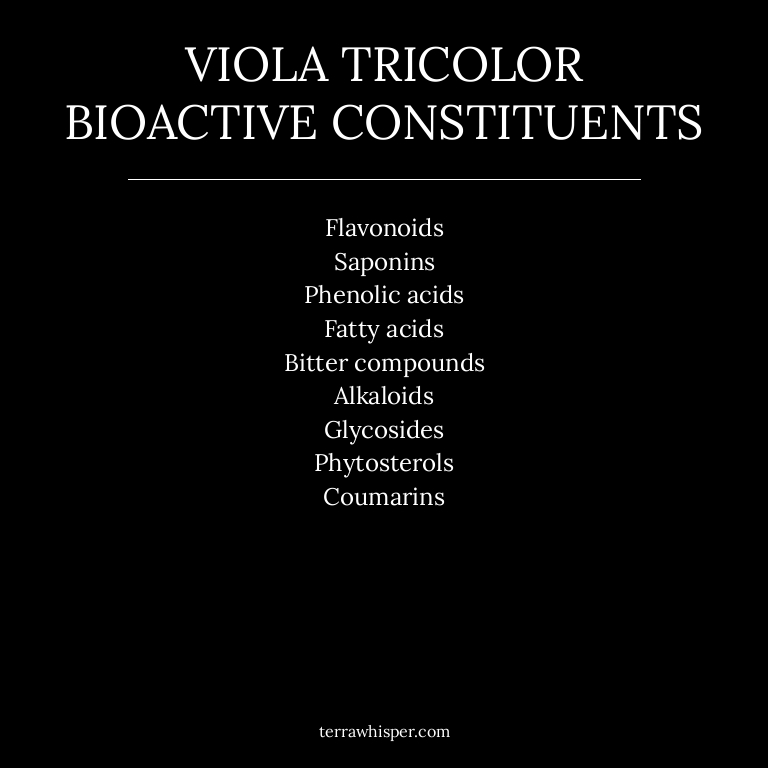 VIOLA TRICOLOR
BIOACTIVE CONSTITUENTS
Flavonoids
Saponins
Phenolic acids
Fatty acids
Bitter compounds
Alkaloids
Glycosides
Phytosterols
Coumarins
terrawhisper.com